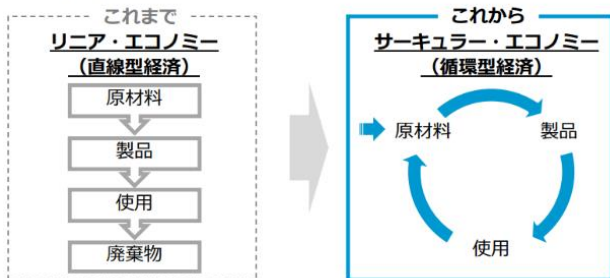 これまで
リニア・エコノミー
（直線型経済）
原材料
製品
使用
廃棄物
これから
サーキュラー・エコノミー
（循環型経済）
原材料
製品
使用